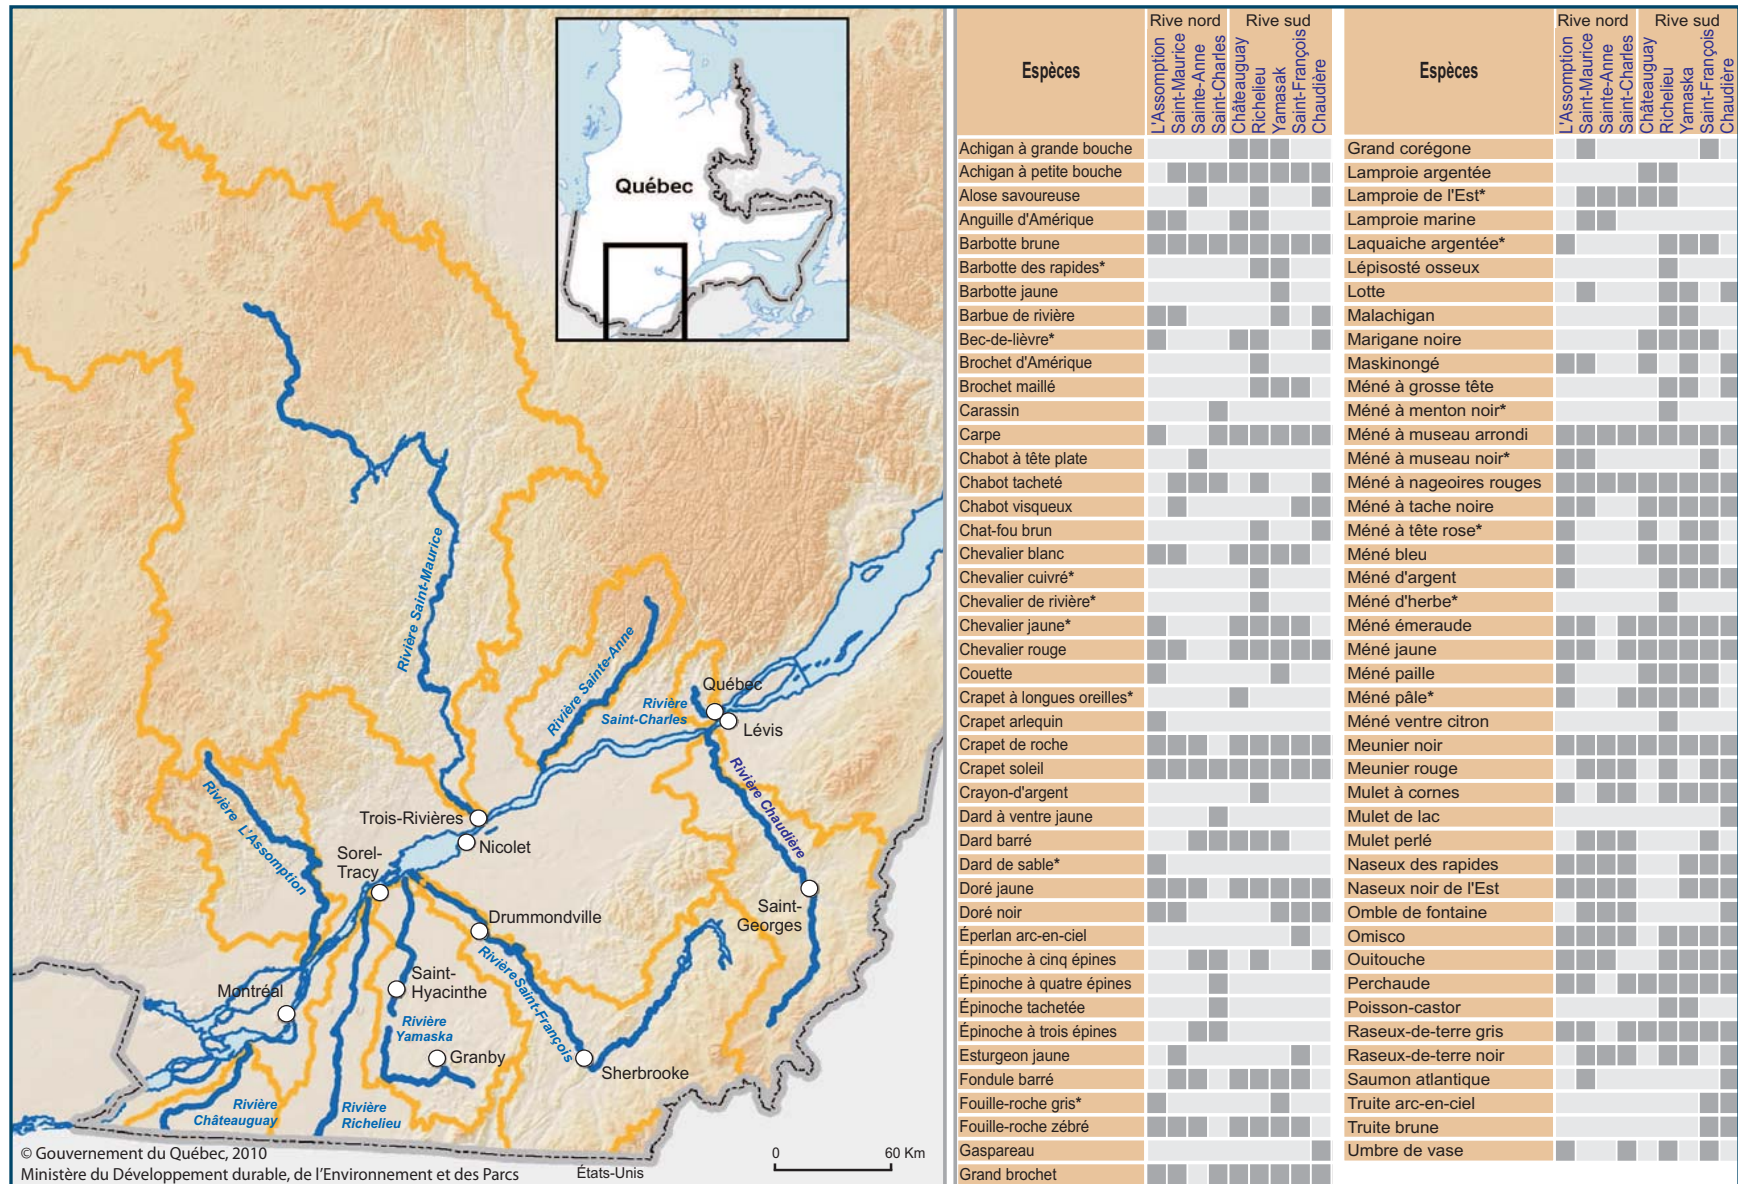 Québec
Rivière Saint-Maurice
Rivière Sainte-Anne
Rivière
Saint-Charles
Québec
Lévis
Rivière Chaudière
Rivière L'Assomption
Trois-Rivières
Nicolet
Sorel-
Tracy
Drummondville
Saint-
Georges
Rivière Saint-François
Montréal
Saint-
Hyacinthe
Rivière
Yamaska
Granby
Sherbrooke
Rivière
Châteauguay
Rivière
Richelieu
© Gouvernement du Québec, 2010
Ministère du Développement durable, de l'Environnement et des Parcs
États-Unis
0 60 Km
Rive nord Rive sud
Espèces
L'Assomption
Saint-Maurice
Sainte-Anne
Saint-Charles
Châteauguay
Richelieu
Yamasak
Saint-François
Chaudière
Achigan à grande bouche
Achigan à petite bouche
Alose savoureuse
Anguille d'Amérique
Barbotte brune
Barbotte des rapides*
Barbotte jaune
Barbue de rivière
Bec-de-lièvre*
Brochet d'Amérique
Brochet maillé
Carassin
Carpe
Chabot à tête plate
Chabot tacheté
Chabot visqueux
Chat-fou brun
Chevalier blanc
Chevalier cuivré*
Chevalier de rivière*
Chevalier jaune*
Chevalier rouge
Couette
Crapet à longues oreilles*
Crapet arlequin
Crapet de roche
Crapet soleil
Crayon-d'argent
Dard à ventre jaune
Dard barré
Dard de sable*
Doré jaune
Doré noir
Éperlan arc-en-ciel
Épinoche à cinq épines
Épinoche à quatre épines
Épinoche tachetée
Épinoche à trois épines
Esturgeon jaune
Fondule barré
Fouille-roche gris*
Fouille-roche zébré
Gaspareau
Grand brochet
Rive nord Rive sud
Espèces
L'Assomption
Saint-Maurice
Sainte-Anne
Saint-Charles
Châteauguay
Richelieu
Yamaska
Saint-François
Chaudière
Grand corégone
Lamproie argentée
Lamproie de l'Est*
Lamproie marine
Laquaiche argentée*
Lépisosté osseux
Lotte
Malachigan
Marigane noire
Maskinongé
Méné à grosse tête
Méné à menton noir*
Méné à museau arrondi
Méné à museau noir*
Méné à nageoires rouges
Méné à tache noire
Méné à tête rose*
Méné bleu
Méné d'argent
Méné d'herbe*
Méné émeraude
Méné jaune
Méné paille
Méné pâle*
Méné ventre citron
Meunier noir
Meunier rouge
Mulet à cornes
Mulet de lac
Mulet perlé
Naseux des rapides
Naseux noir de l'Est
Omble de fontaine
Omisco
Ouitouche
Perchaude
Poisson-castor
Raseux-de-terre gris
Raseux-de-terre noir
Saumon atlantique
Truite arc-en-ciel
Truite brune
Umbre de vase